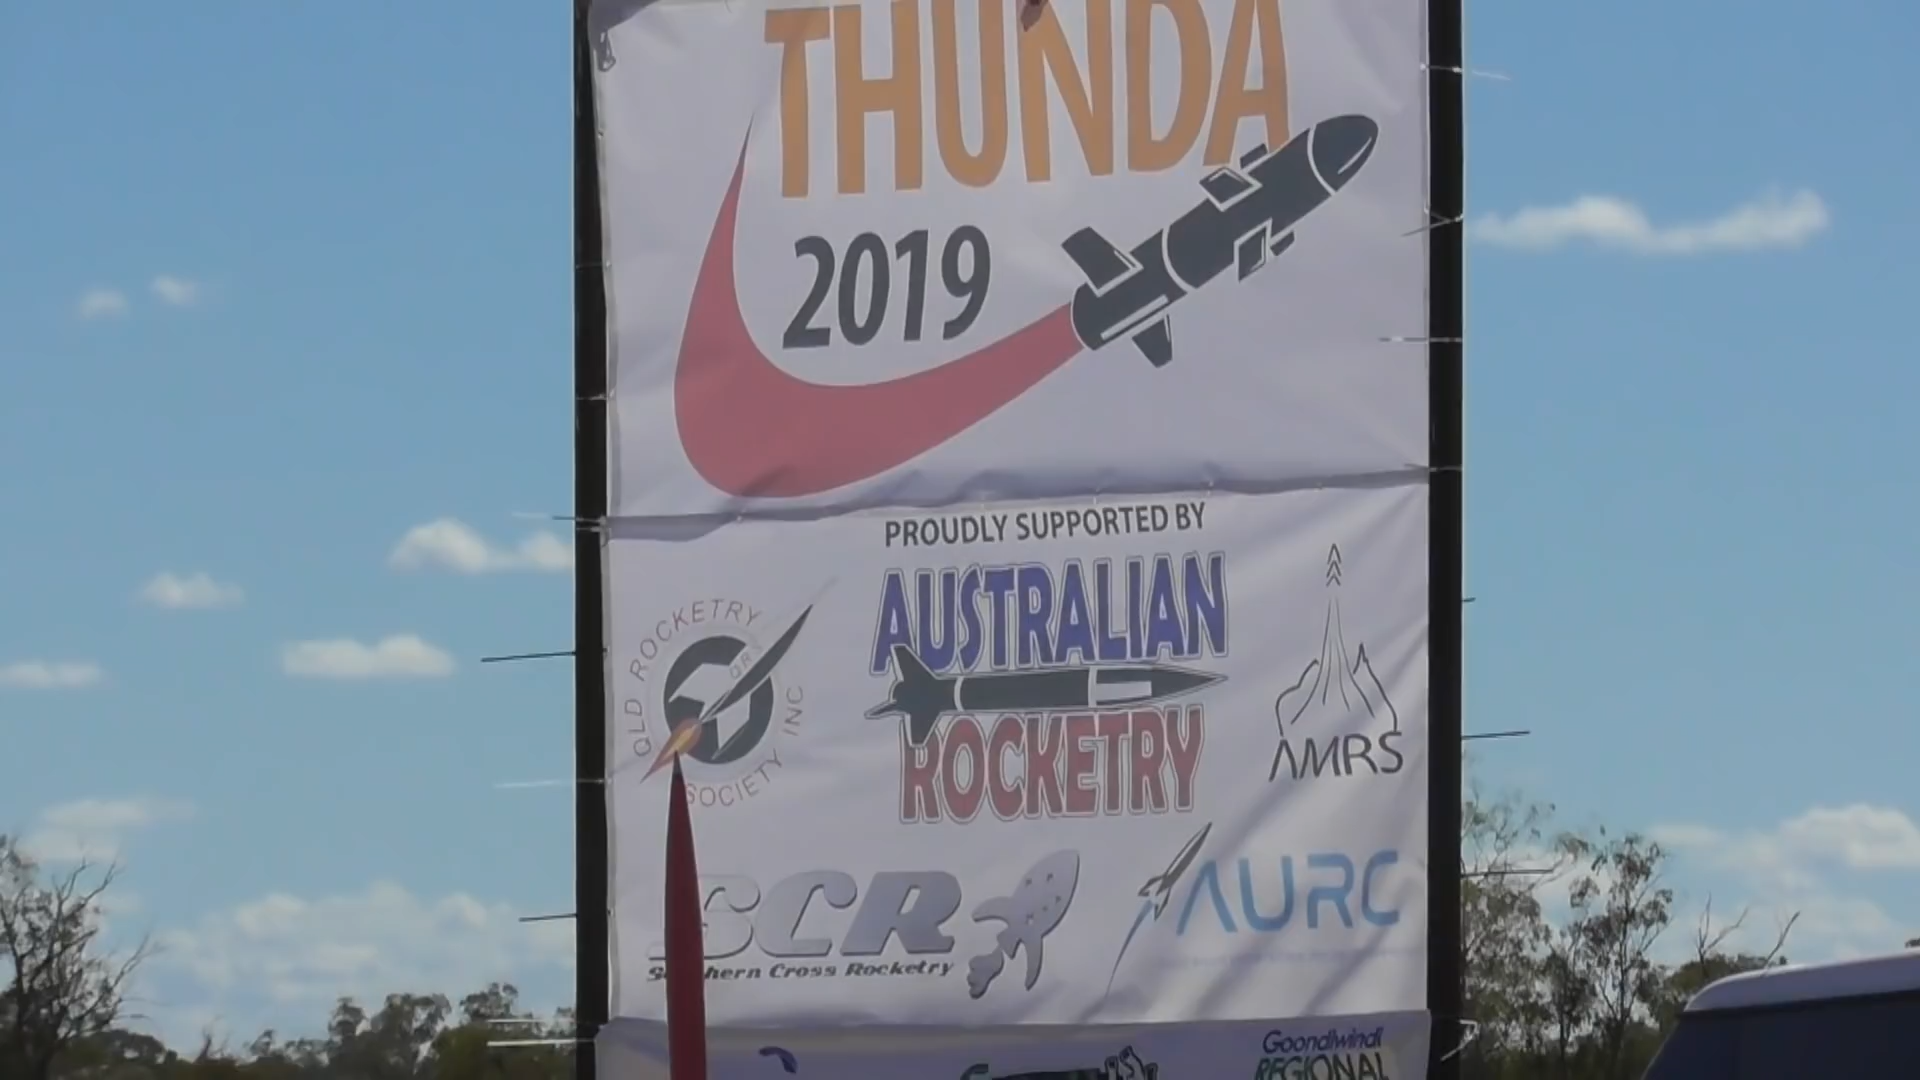 THUNDA
2019
PROUDLY SUPPORTED BY
QLD ROCKETRY
SOCIETY INC
QRS
AUSTRALIAN
ROCKETRY
AMRS
SCR
Southern Cross Rocketry
AURC
Goondiwindi
REGIONAL